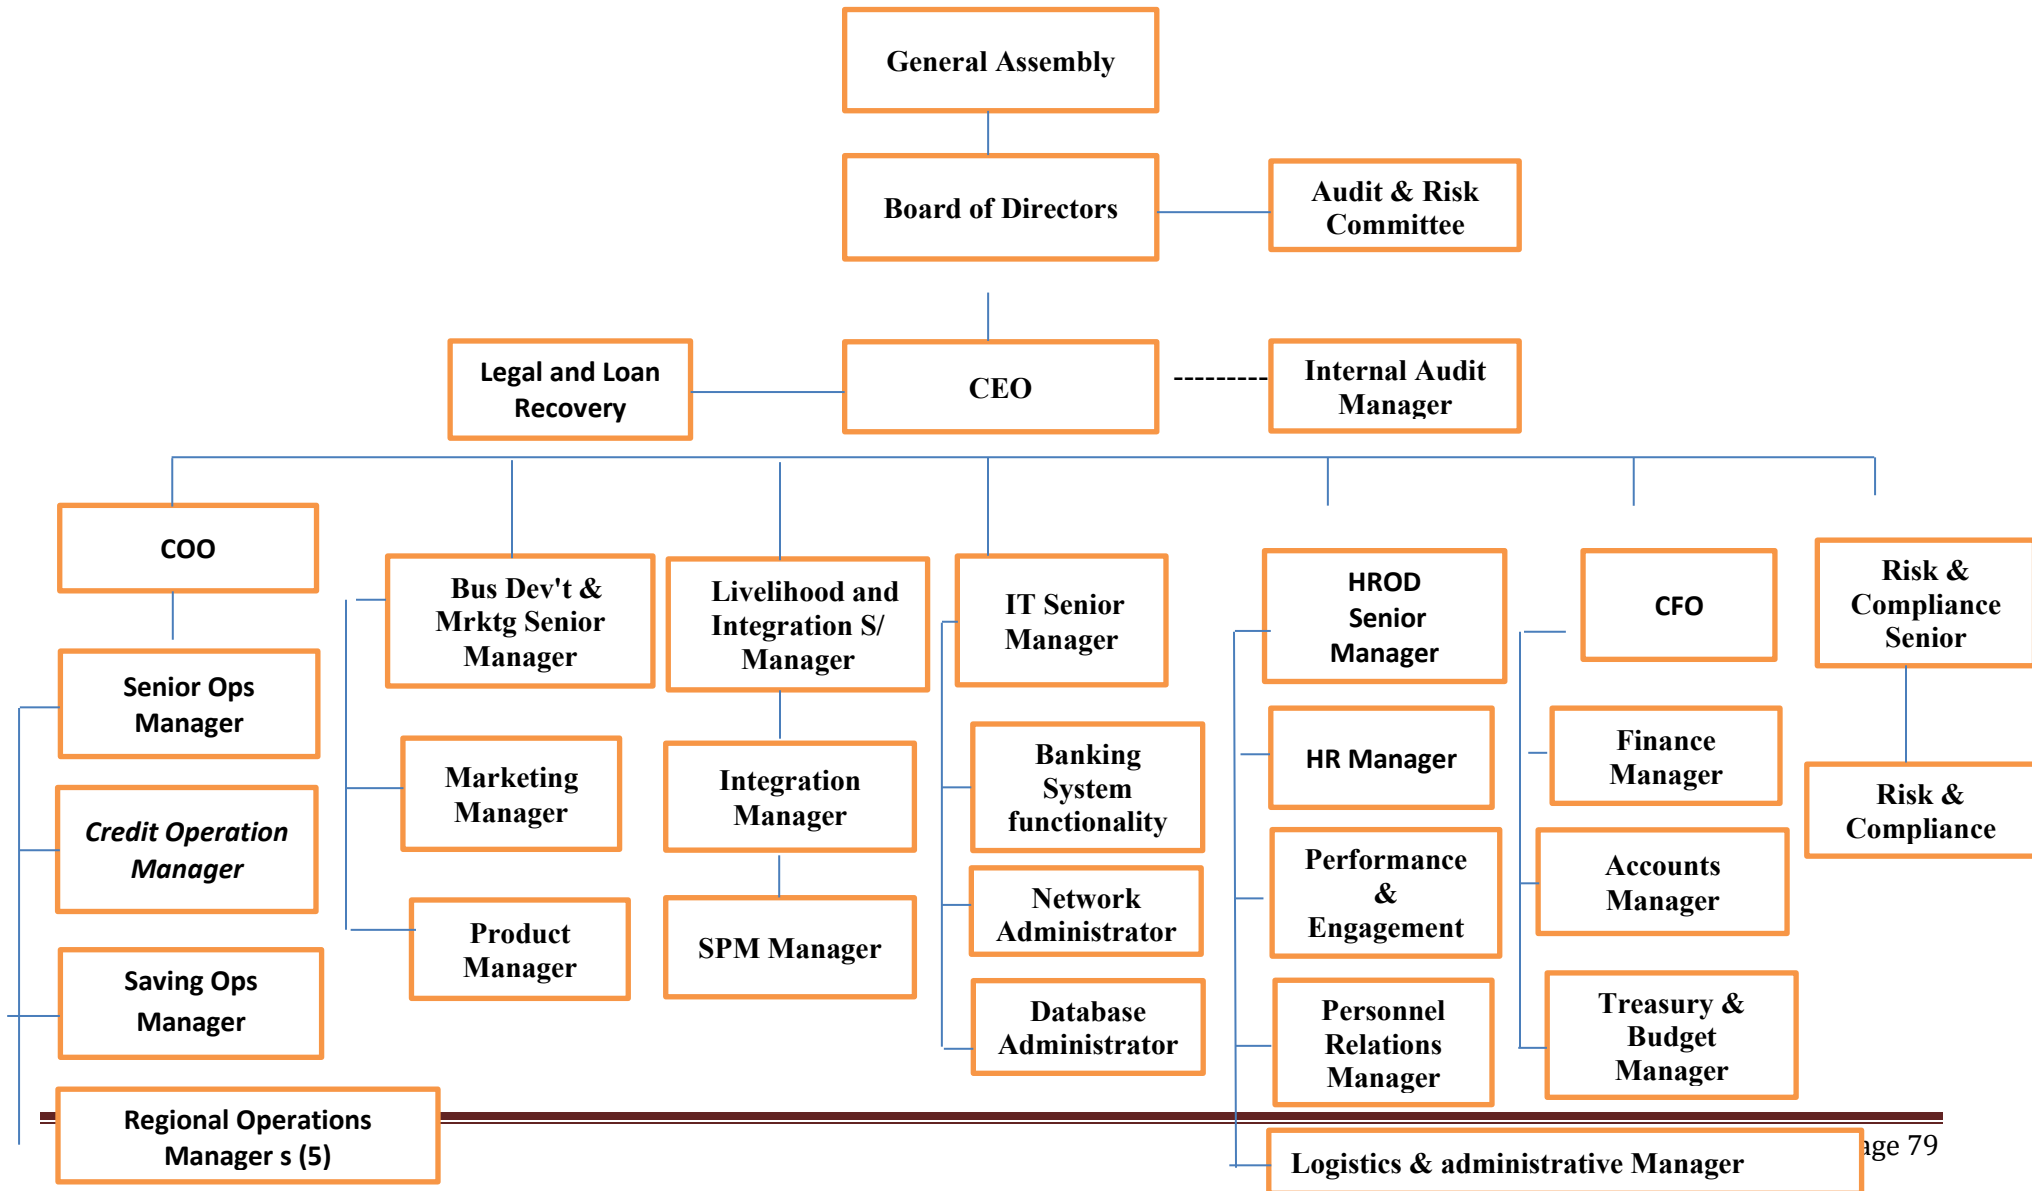 General Assembly
Board of Directors
Audit & Risk
Committee
Legal and Loan
Recovery
CEO
---------
Internal Audit
Manager
COO
Bus Dev't &
Mrktg Senior
Manager
Livelihood and
Integration S/
Manager
IT Senior
Manager
HROD
Senior
Manager
CFO
Risk &
Compliance
Senior
Senior Ops
Manager
Marketing
Manager
Integration
Manager
Banking
System
functionality
HR Manager
Finance
Manager
Risk &
Compliance
Credit Operation
Manager
Product
Manager
SPM Manager
Network
Administrator
Performance
&
Engagement
Accounts
Manager
Saving Ops
Manager
Database
Administrator
Personnel
Relations
Manager
Treasury &
Budget
Manager
Regional Operations
Manager s (5)
Logistics & administrative Manager
age 79